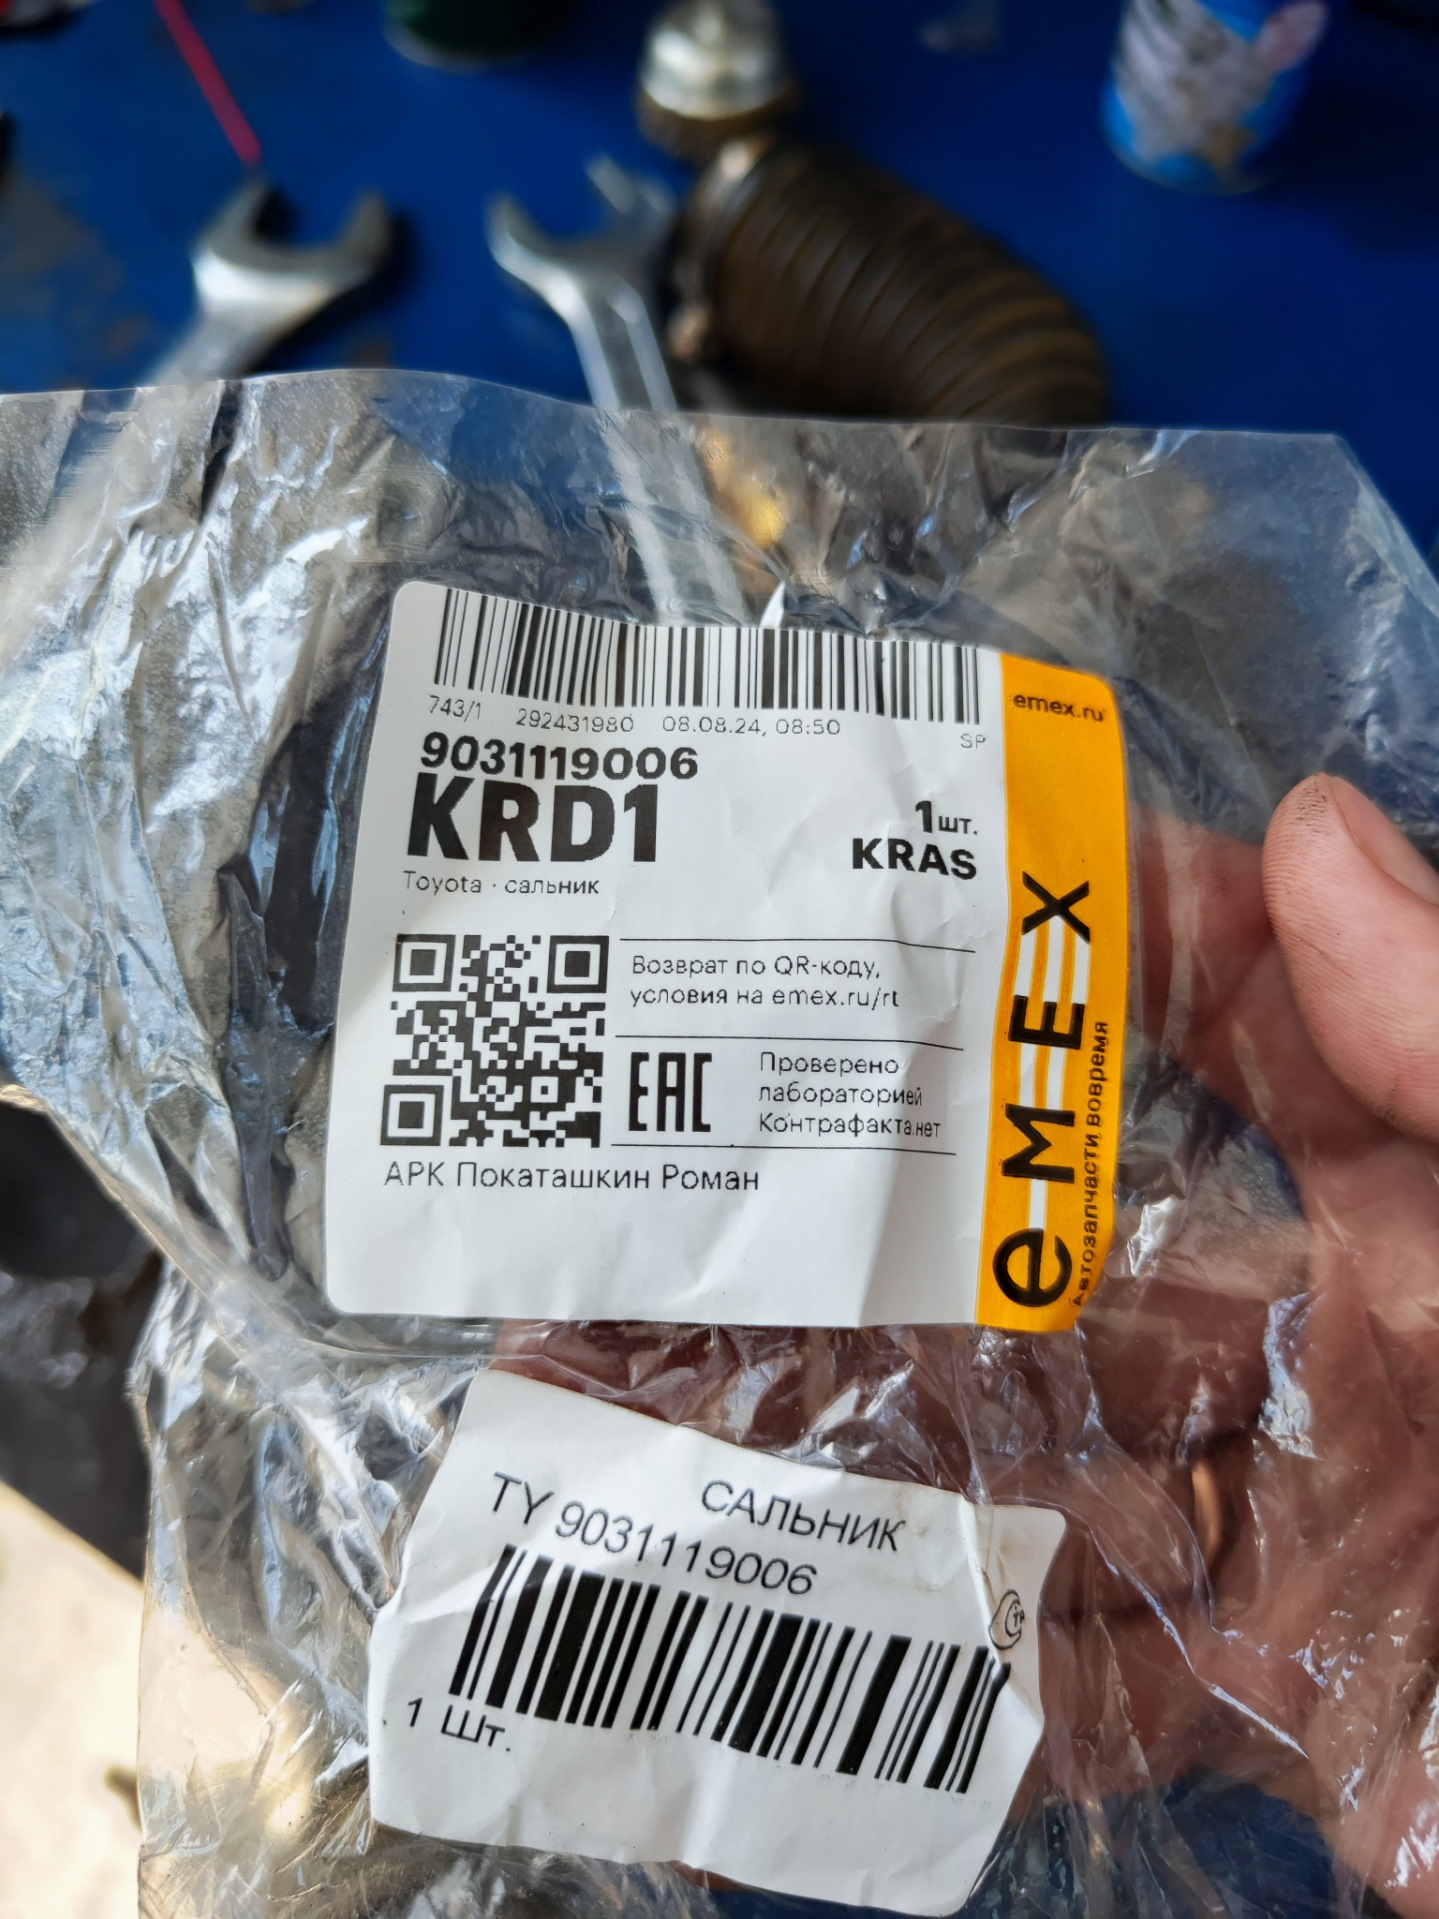 743/1 292431980 08.08.24, 08:50
SP
9031119006
KRD1
1шт.
KRAS
Toyota · сальник
Возврат по QR-коду,
условия на emex.ru/rt
EAC
Проверено
лабораторией
Контрафакта.нет
АРК Покаташкин Роман
emex.ru
eMEX
Автозапчасти вовремя
САЛЬНИК
TY 9031119006
1 Шт.